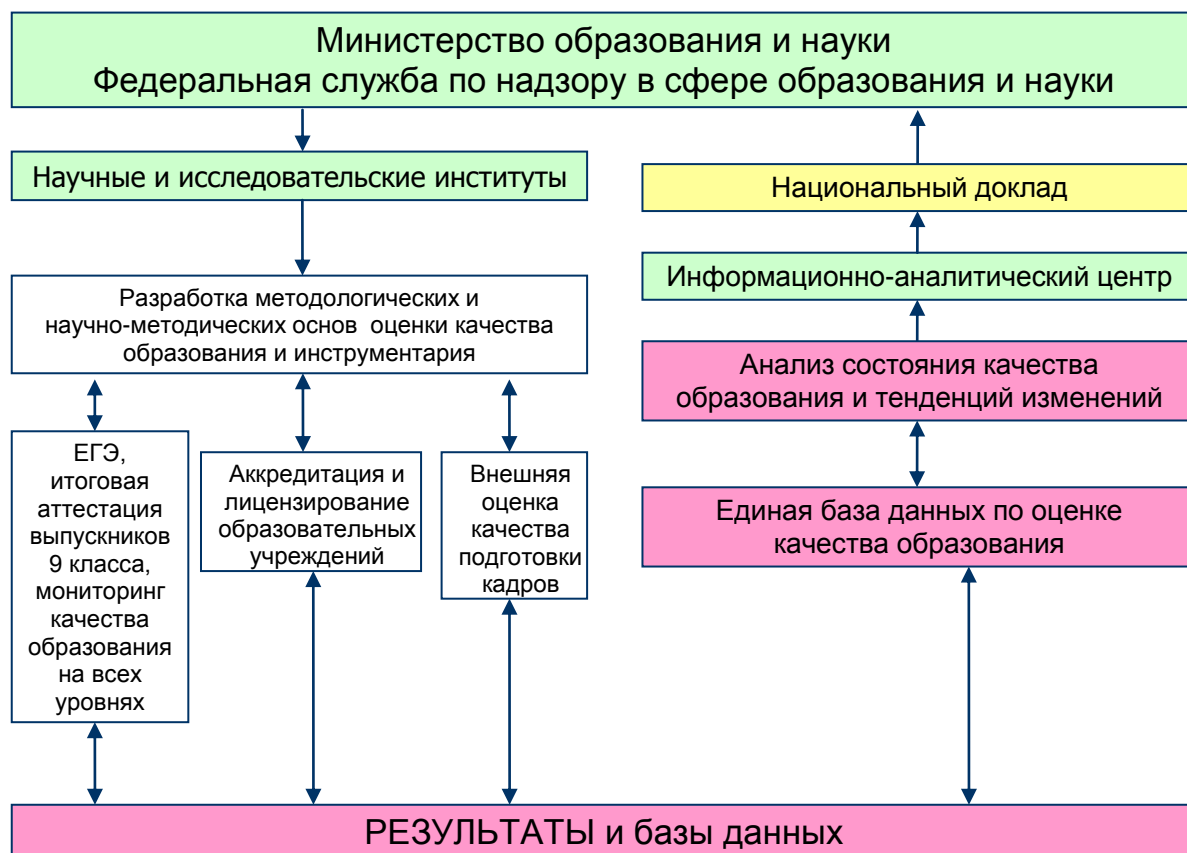 Министерство образования и науки
Федеральная служба по надзору в сфере образования и науки
Научные и исследовательские институты
Национальный доклад
Информационно-аналитический центр
Разработка методологических и
научно-методических основ оценки качества
образования и инструментария
Анализ состояния качества
образования и тенденций изменений
ЕГЭ,
итоговая
аттестация
выпускников
9 класса,
мониторинг
качества
образования
на всех
уровнях
Аккредитация и
лицензирование
образовательных
учреждений
Внешняя
оценка
качества
подготовки
кадров
Единая база данных по оценке
качества образования
РЕЗУЛЬТАТЫ и базы данных